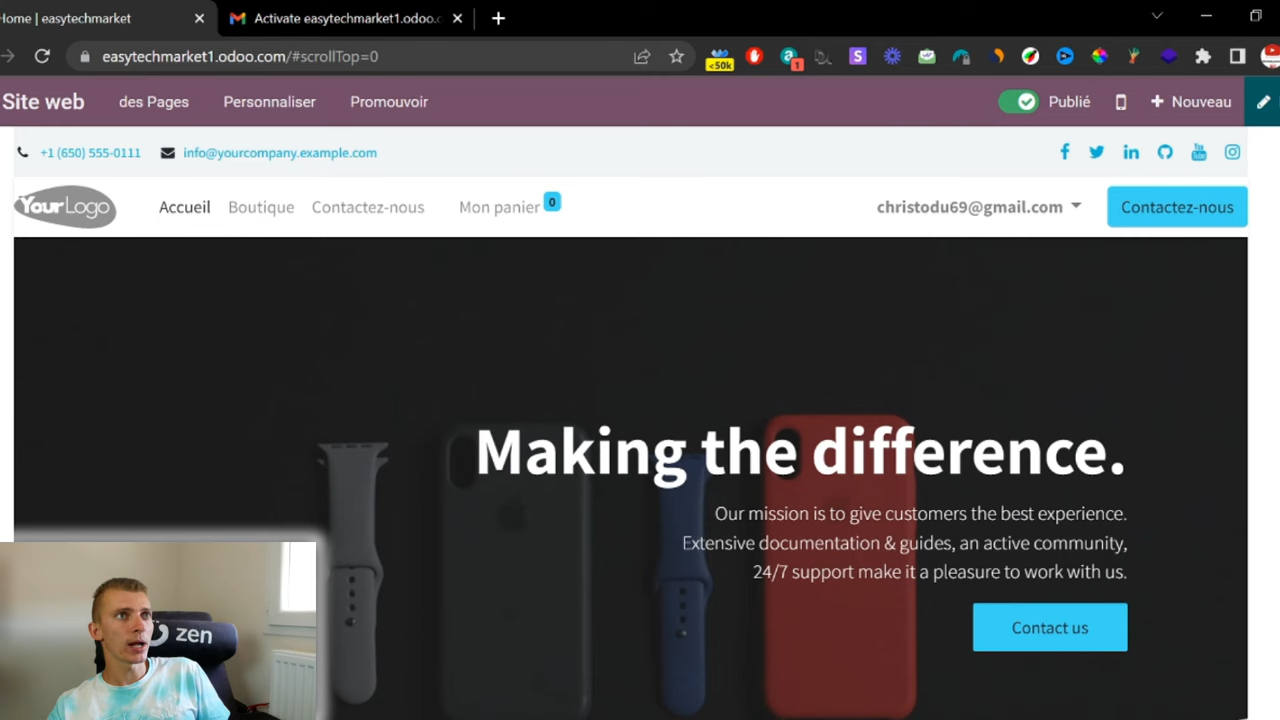 Home | easytechmarket
Activate easytechmarket1.odoo.c
easytechmarket1.odoo.com/#scrollTop=0
<50k
1
Site web
des Pages
Personnaliser
Promouvoir
Publié
Nouveau
+1 (650) 555-0111
info@yourcompany.example.com
YourLogo
Accueil
Boutique
Contactez-nous
Mon panier 0
christodu69@gmail.com
Contactez-nous
Making the difference.
Our mission is to give customers the best experience.
Extensive documentation & guides, an active community,
24/7 support make it a pleasure to work with us.
Contact us
zen